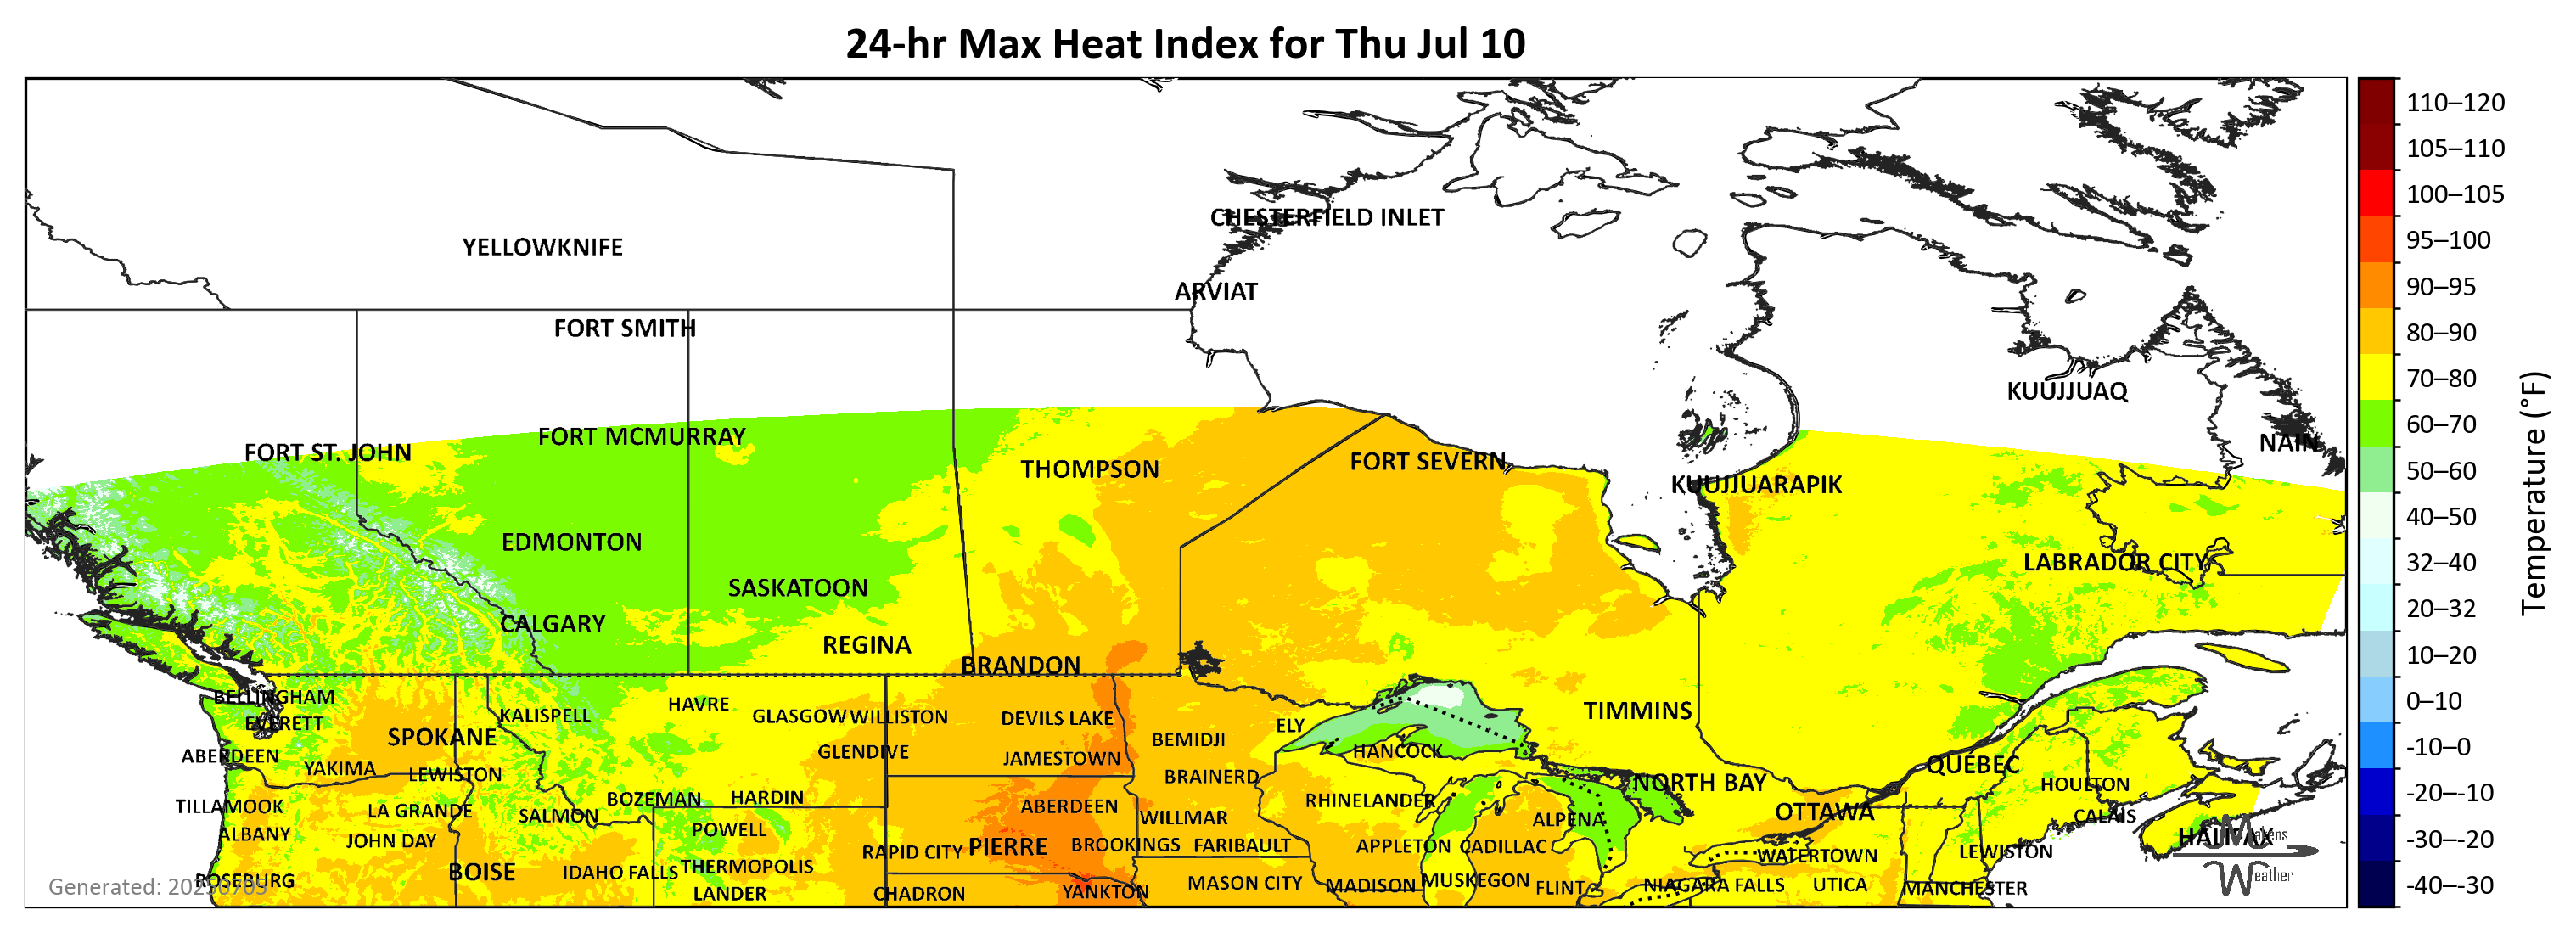 24-hr Max Heat Index for Thu Jul 10
110–120
105–110
CHESTERFIELD INLET
100–105
YELLOWKNIFE
95–100
ARVIAT
90–95
FORT SMITH
80–90
KUUJJUAQ
70–80
FORT MCMURRAY
60–70
NAIN
FORT ST. JOHN
THOMPSON
FORT SEVERN
50–60
KUUJJUARAPIK
40–50
EDMONTON
LABRADOR CITY
32–40
SASKATOON
20–32
CALGARY
REGINA
10–20
BRANDON
BELLINGHAM
HAVRE
0–10
KALISPELL
GLASGOW WILLISTON
DEVILS LAKE
TIMMINS
EVERETT
ELY
SPOKANE
BEMIDJI
-10–0
ABERDEEN
GLENDIVE
JAMESTOWN
HANCOCK
QUÉBEC
YAKIMA
LEWISTON
BRAINERD
NORTH BAY
HOULTON
-20–-10
TILLAMOOK
LA GRANDE
SALMON
BOZEMAN
HARDIN
ABERDEEN
RHINELANDER
OTTAWA
CALAIS
ALBANY
JOHN DAY
POWELL
WILLMAR
ALPENA
HALIFAX
Makens
Weather
-30–-20
RAPID CITY
PIERRE
BROOKINGS
FARIBAULT
APPLETON
CADILLAC
WATERTOWN
LEWISTON
BOISE
IDAHO FALLS
THERMOPOLIS
ROSEBURG
LANDER
CHADRON
YANKTON
MASON CITY
MADISON
MUSKEGON
FLINT
NIAGARA FALLS
UTICA
MANCHESTER
-40–-30
Generated: 20250705
Temperature (°F)